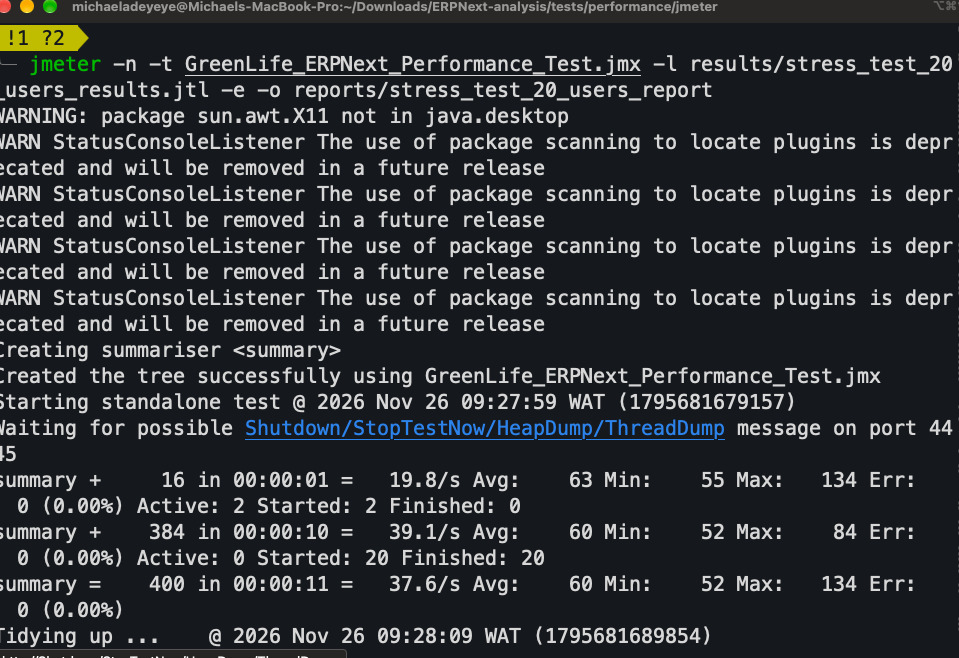 michaeladeyeye@Michaels-MacBook-Pro:~/Downloads/ERPNext-analysis/tests/performance/jmeter
!1 ?2
jmeter -n -t GreenLife_ERPNext_Performance_Test.jmx -l results/stress_test_20
_users_results.jtl -e -o reports/stress_test_20_users_report
WARNING: package sun.awt.X11 not in java.desktop
WARN StatusConsoleListener The use of package scanning to locate plugins is depr
ecated and will be removed in a future release
WARN StatusConsoleListener The use of package scanning to locate plugins is depr
ecated and will be removed in a future release
WARN StatusConsoleListener The use of package scanning to locate plugins is depr
ecated and will be removed in a future release
WARN StatusConsoleListener The use of package scanning to locate plugins is depr
ecated and will be removed in a future release
Creating summariser <summary>
Created the tree successfully using GreenLife_ERPNext_Performance_Test.jmx
Starting standalone test @ 2026 Nov 26 09:27:59 WAT (1795681679157)
Waiting for possible Shutdown/StopTestNow/HeapDump/ThreadDump message on port 44
45
summary +     16 in 00:00:01 =   19.8/s Avg:    63 Min:    55 Max:   134 Err:
  0 (0.00%) Active: 2 Started: 2 Finished: 0
summary +    384 in 00:00:10 =   39.1/s Avg:    60 Min:    52 Max:    84 Err:
  0 (0.00%) Active: 0 Started: 20 Finished: 20
summary =    400 in 00:00:11 =   37.6/s Avg:    60 Min:    52 Max:   134 Err:
  0 (0.00%)
Tidying up ...    @ 2026 Nov 26 09:28:09 WAT (1795681689854)